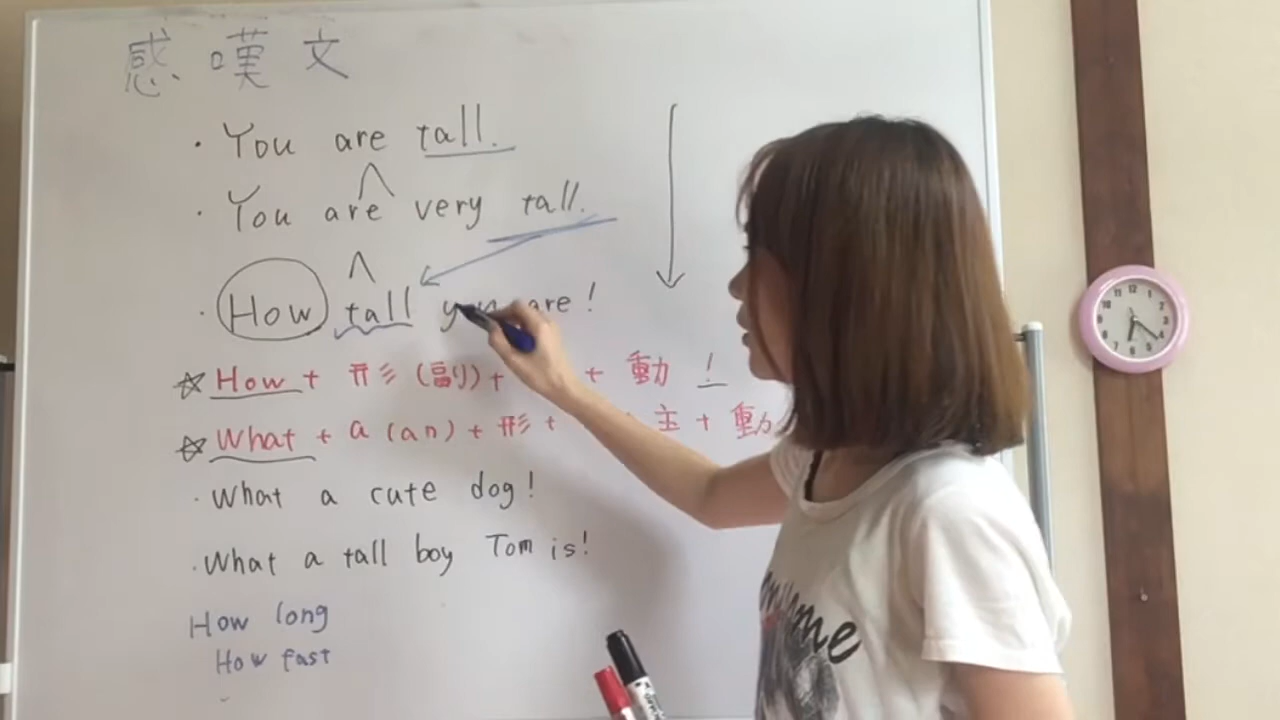 感嘆文
・You are tall.
・You are very tall.
・How tall you are!
☆How + 形(副)+ + 動 !
☆What + a(an)+ 形 + 主 + 動
・What a cute dog!
・What a tall boy Tom is!
How long
How fast